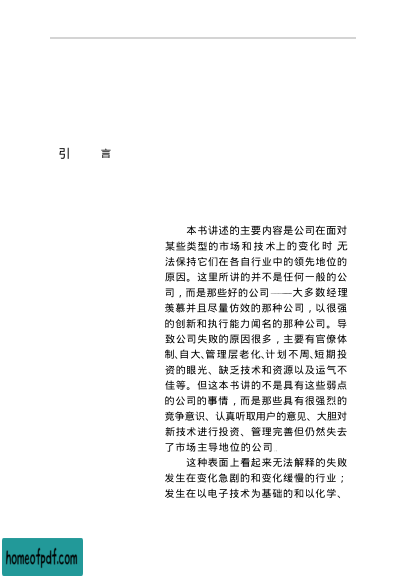 引 言
本书讲述的主要内容是公司在面对
某些类型的市场和技术上的变化时，无
法保持它们在各自行业中的领先地位的
原因。这里所讲的并不是任何一般的公
司，而是那些好的公司——大多数经理
羡慕并且尽量仿效的那种公司，以很强
的创新和执行能力闻名的那种公司。导
致公司失败的原因很多，主要有官僚体
制、自大、管理层老化、计划不周、短期投
资的眼光、缺乏技术和资源以及运气不
佳等。但这本书讲的不是具有这些弱点
的公司的事情，而是那些具有很强烈的
竞争意识、认真听取用户的意见、大胆对
新技术进行投资、管理完善但仍然失去
了市场主导地位的公司
这种表面上看起来无法解释的失败
发生在变化急剧的和变化缓慢的行业；
发生在以电子技术为基础的和以化学、
homeofpdf.com